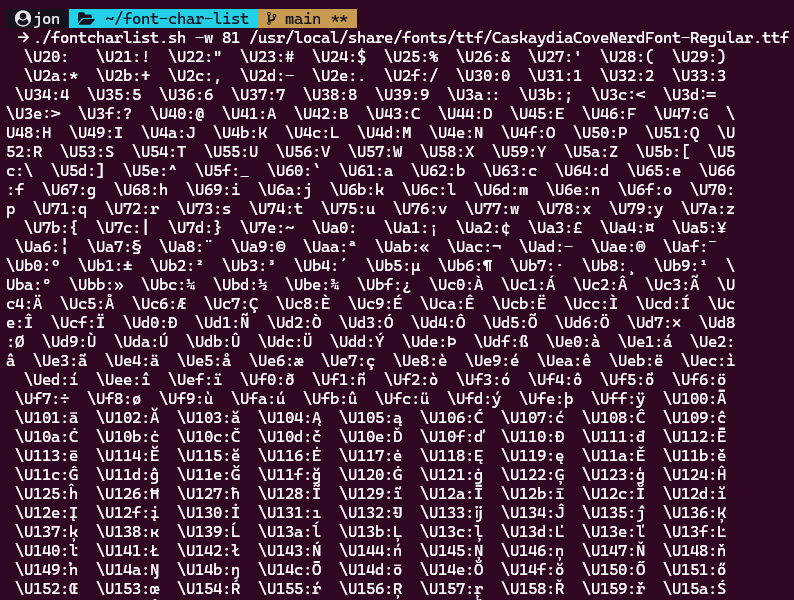 jon ~/font-char-list main **
→./fontcharlist.sh -w 81 /usr/local/share/fonts/ttf/CaskaydiaCoveNerdFont-Regular.ttf
\U20:   \U21:!  \U22:"  \U23:#  \U24:$  \U25:%  \U26:&  \U27:'  \U28:(  \U29:)
\U2a:*  \U2b:+  \U2c:,  \U2d:-  \U2e:.  \U2f:/  \U30:0  \U31:1  \U32:2  \U33:3
\U34:4  \U35:5  \U36:6  \U37:7  \U38:8  \U39:9  \U3a::  \U3b:;  \U3c:<  \U3d:=
\U3e:>  \U3f:?  \U40:@  \U41:A  \U42:B  \U43:C  \U44:D  \U45:E  \U46:F  \U47:G  \
U48:H  \U49:I  \U4a:J  \U4b:K  \U4c:L  \U4d:M  \U4e:N  \U4f:O  \U50:P  \U51:Q  \U
52:R  \U53:S  \U54:T  \U55:U  \U56:V  \U57:W  \U58:X  \U59:Y  \U5a:Z  \U5b:[  \U5
c:\  \U5d:]  \U5e:^  \U5f:_  \U60:`  \U61:a  \U62:b  \U63:c  \U64:d  \U65:e  \U66
:f  \U67:g  \U68:h  \U69:i  \U6a:j  \U6b:k  \U6c:l  \U6d:m  \U6e:n  \U6f:o  \U70:
p  \U71:q  \U72:r  \U73:s  \U74:t  \U75:u  \U76:v  \U77:w  \U78:x  \U79:y  \U7a:z
\U7b:{  \U7c:|  \U7d:}  \U7e:~  \Ua0:   \Ua1:¡  \Ua2:¢  \Ua3:£  \Ua4:¤  \Ua5:¥
\Ua6:¦  \Ua7:§  \Ua8:¨  \Ua9:©  \Uaa:ª  \Uab:«  \Uac:¬  \Uad:-  \Uae:®  \Uaf:¯
\Ub0:°  \Ub1:±  \Ub2:²  \Ub3:³  \Ub4:´  \Ub5:µ  \Ub6:¶  \Ub7:·  \Ub8:¸  \Ub9:¹  \
Uba:º  \Ubb:»  \Ubc:¼  \Ubd:½  \Ube:¾  \Ubf:¿  \Uc0:À  \Uc1:Á  \Uc2:Â  \Uc3:Ã  \U
c4:Ä  \Uc5:Å  \Uc6:Æ  \Uc7:Ç  \Uc8:È  \Uc9:É  \Uca:Ê  \Ucb:Ë  \Ucc:Ì  \Ucd:Í  \Uc
e:Î  \Ucf:Ï  \Ud0:Ð  \Ud1:Ñ  \Ud2:Ò  \Ud3:Ó  \Ud4:Ô  \Ud5:Õ  \Ud6:Ö  \Ud7:×  \Ud8
:Ø  \Ud9:Ù  \Uda:Ú  \Udb:Û  \Udc:Ü  \Udd:Ý  \Ude:Þ  \Udf:ß  \Ue0:à  \Ue1:á  \Ue2:
â  \Ue3:ã  \Ue4:ä  \Ue5:å  \Ue6:æ  \Ue7:ç  \Ue8:è  \Ue9:é  \Uea:ê  \Ueb:ë  \Uec:ì
\Ued:í  \Uee:î  \Uef:ï  \Uf0:ð  \Uf1:ñ  \Uf2:ò  \Uf3:ó  \Uf4:ô  \Uf5:õ  \Uf6:ö
\Uf7:÷  \Uf8:ø  \Uf9:ù  \Ufa:ú  \Ufb:û  \Ufc:ü  \Ufd:ý  \Ufe:þ  \Uff:ÿ  \U100:Ā
\U101:ā  \U102:Ă  \U103:ă  \U104:Ą  \U105:ą  \U106:Ć  \U107:ć  \U108:Ĉ  \U109:ĉ
\U10a:Ċ  \U10b:ċ  \U10c:Č  \U10d:č  \U10e:Ď  \U10f:ď  \U110:Đ  \U111:đ  \U112:Ē
\U113:ē  \U114:Ĕ  \U115:ĕ  \U116:Ė  \U117:ė  \U118:Ę  \U119:ę  \U11a:Ě  \U11b:ě
\U11c:Ĝ  \U11d:ĝ  \U11e:Ğ  \U11f:ğ  \U120:Ġ  \U121:ġ  \U122:Ģ  \U123:ģ  \U124:Ĥ
\U125:ĥ  \U126:Ħ  \U127:ħ  \U128:Ĩ  \U129:ĩ  \U12a:Ī  \U12b:ī  \U12c:Ĭ  \U12d:ĭ
\U12e:Į  \U12f:į  \U130:İ  \U131:ı  \U132:Ĳ  \U133:ĳ  \U134:Ĵ  \U135:ĵ  \U136:Ķ
\U137:ķ  \U138:ĸ  \U139:Ĺ  \U13a:ĺ  \U13b:Ļ  \U13c:ļ  \U13d:Ľ  \U13e:ľ  \U13f:Ŀ
\U140:ŀ  \U141:Ł  \U142:ł  \U143:Ń  \U144:ń  \U145:Ņ  \U146:ņ  \U147:Ň  \U148:ň
\U149:ŉ  \U14a:Ŋ  \U14b:ŋ  \U14c:Ō  \U14d:ō  \U14e:Ŏ  \U14f:ŏ  \U150:Ő  \U151:ő
\U152:Œ  \U153:œ  \U154:Ŕ  \U155:ŕ  \U156:Ŗ  \U157:ŗ  \U158:Ř  \U159:ř  \U15a:Ś